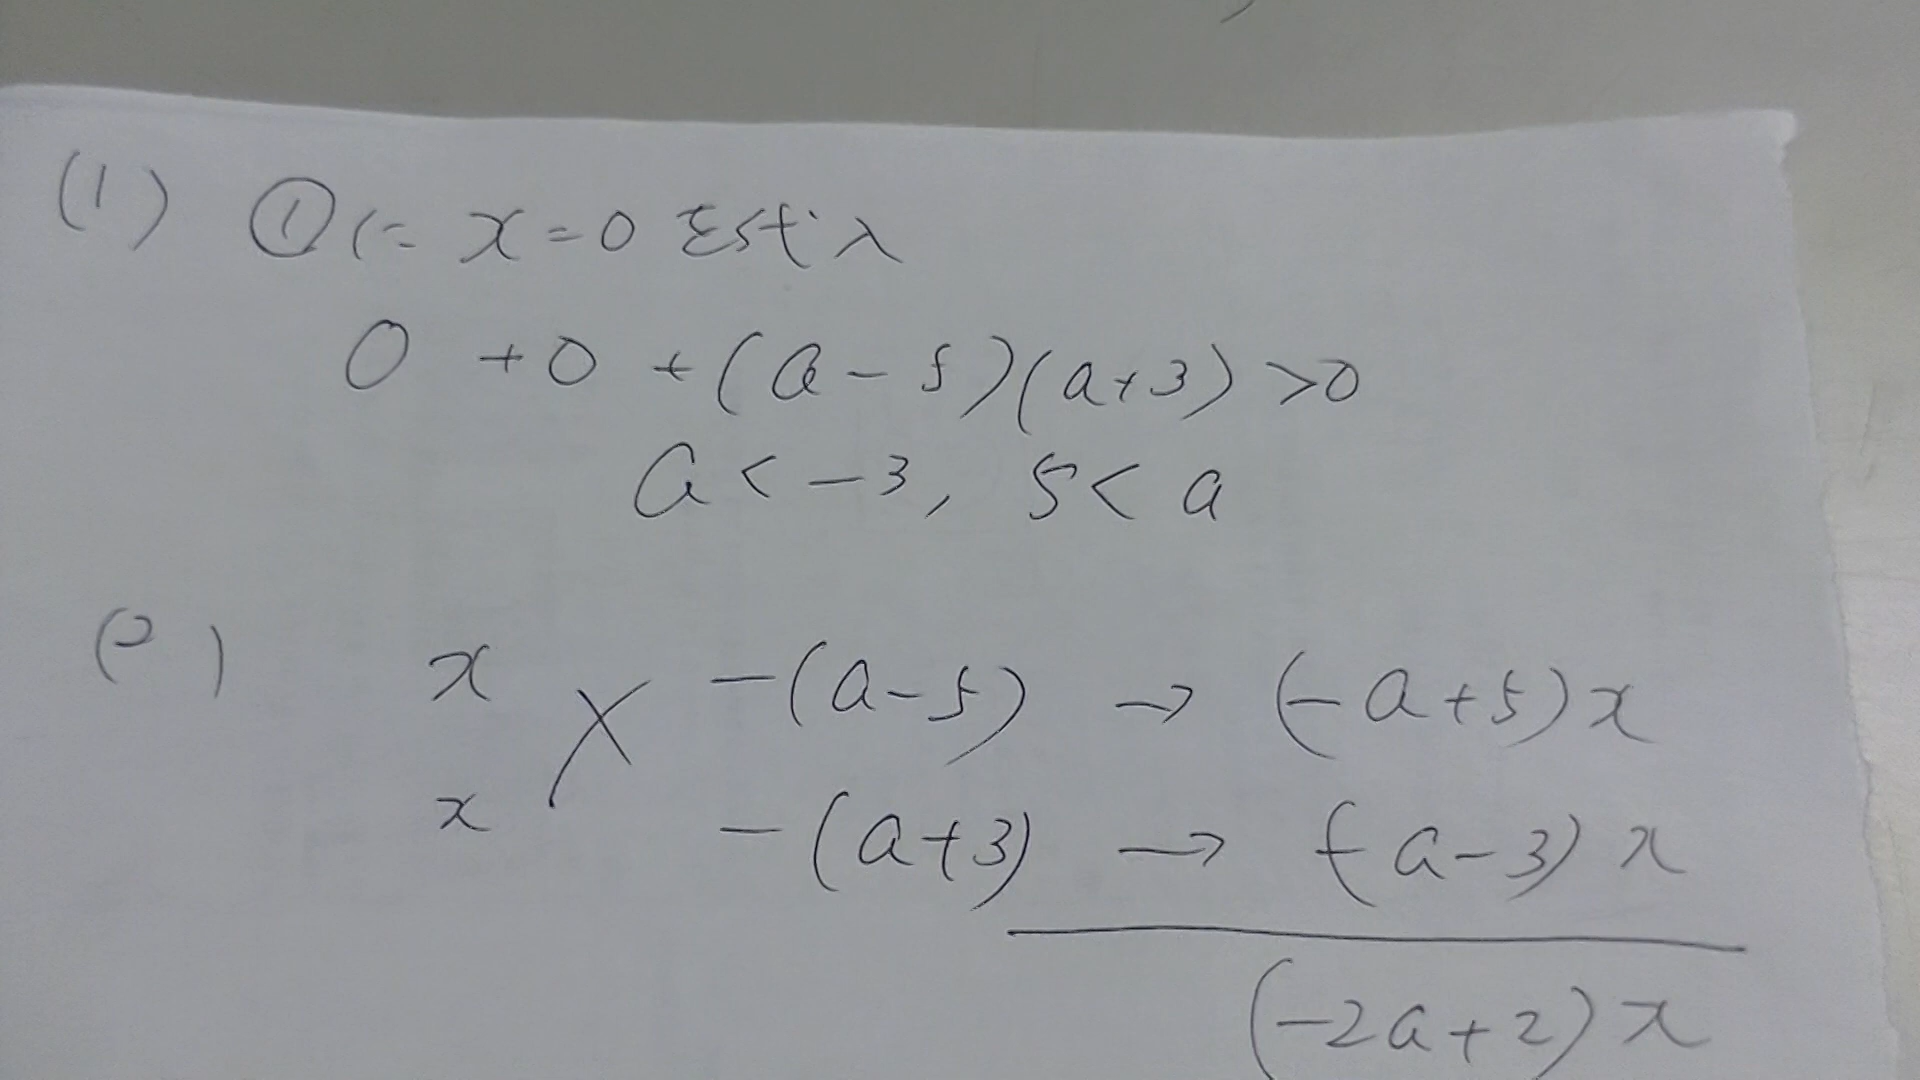 (1) ①に x=0を代入
0 +0 +(a-5)(a+3)>0
a<-3, 5<a
(2) x -(a-5) → (-a+5)x
x -(a+3) → (-a-3)x
(-2a+2)x